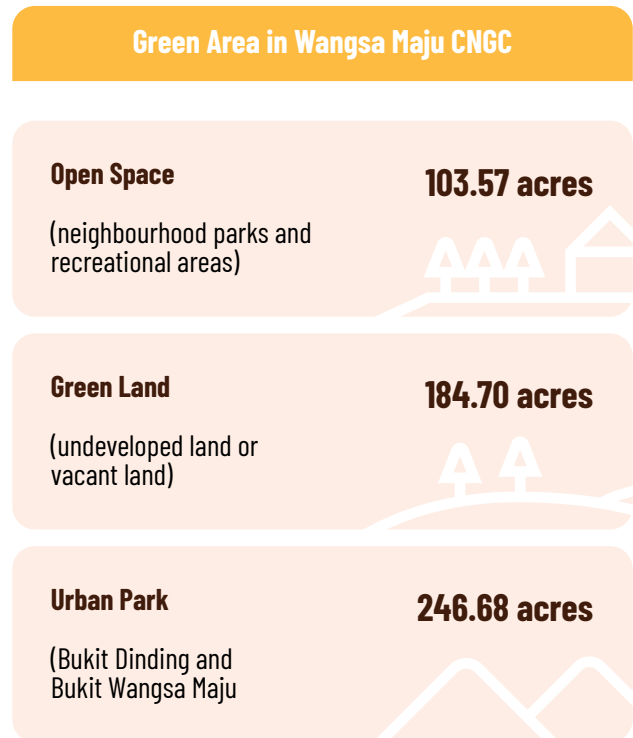 Green Area in Wangsa Maju CNGC
Open Space
103.57 acres
(neighbourhood parks and
recreational areas)
Green Land
184.70 acres
(undeveloped land or
vacant land)
Urban Park
246.68 acres
(Bukit Dinding and
Bukit Wangsa Maju